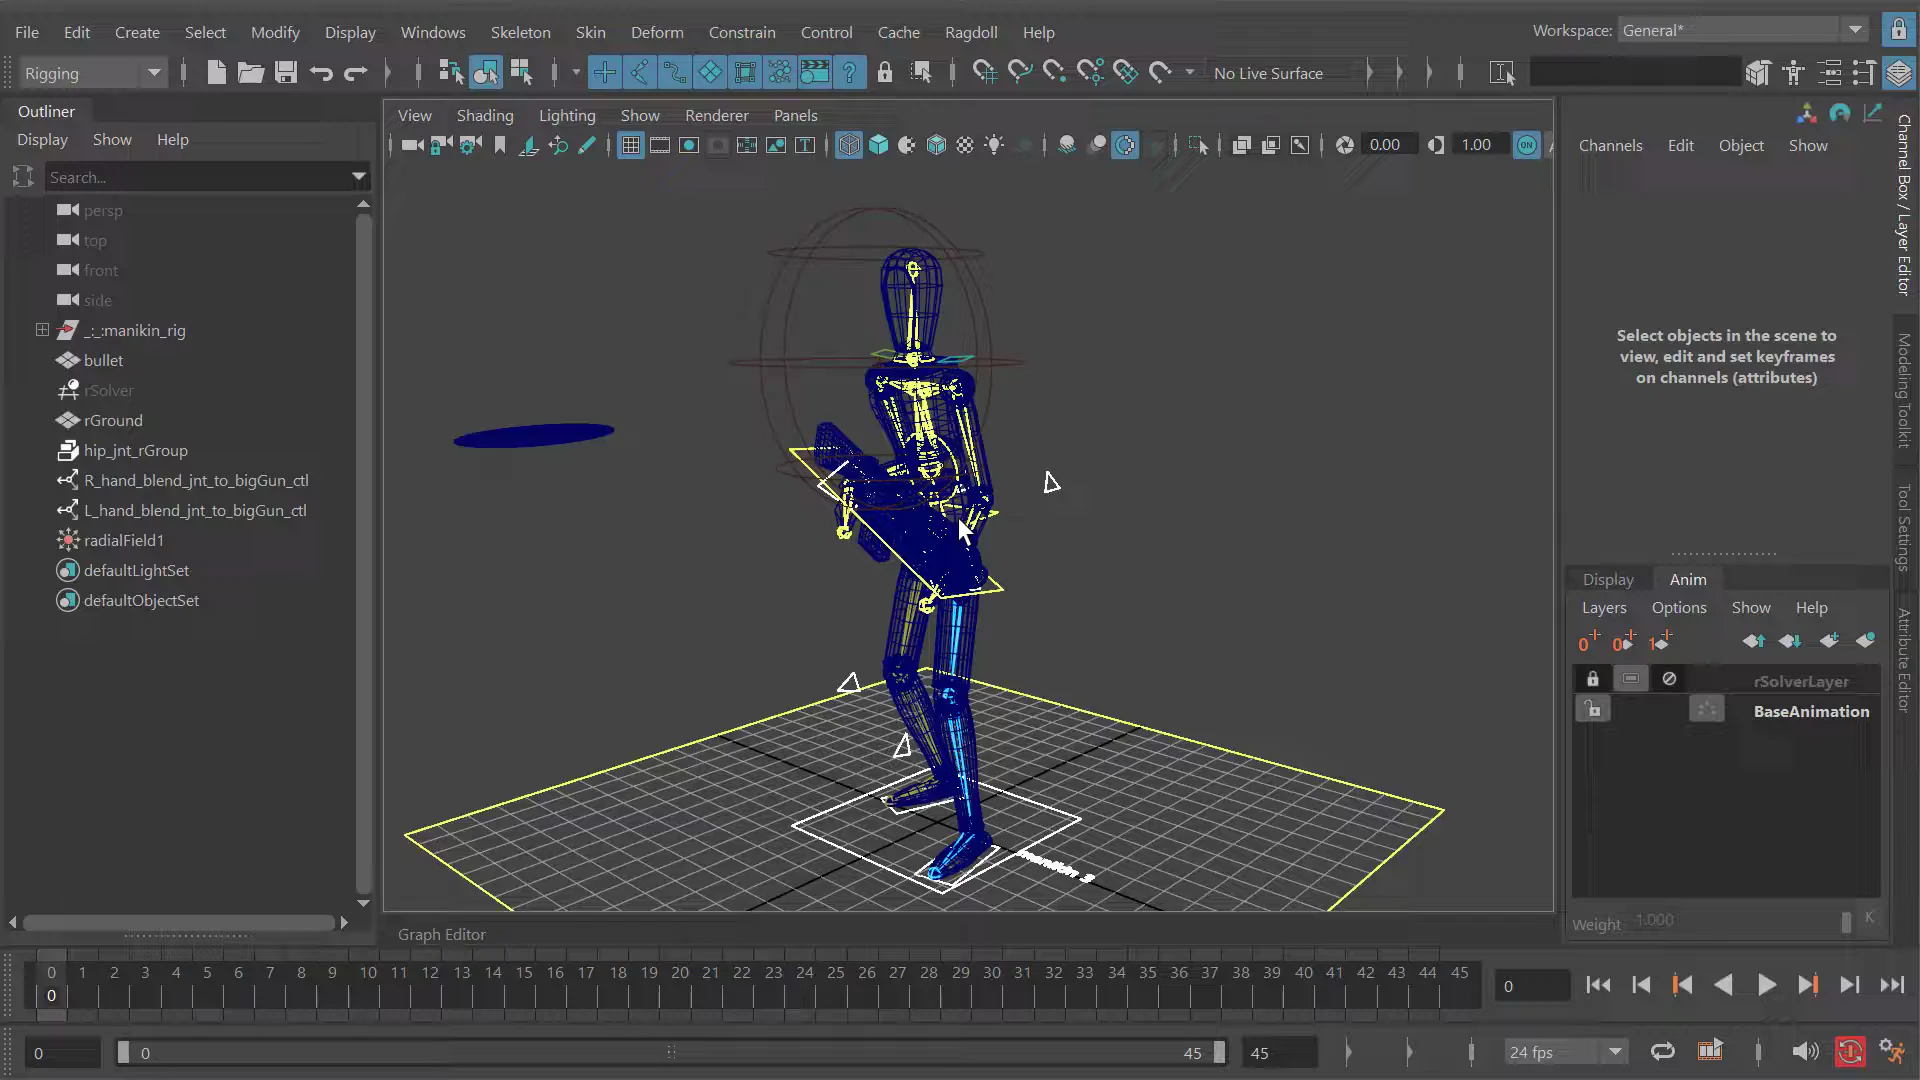 File Edit Create Select Modify Display Windows Skeleton Skin Deform Constrain Control Cache Ragdoll Help
Workspace: General*
Rigging
No Live Surface
Outliner
Display Show Help
Search...
persp
top
front
side
_:_:manikin_rig
bullet
rSolver
rGround
hip_jnt_rGroup
R_hand_blend_jnt_to_bigGun_ctl
L_hand_blend_jnt_to_bigGun_ctl
radialField1
defaultLightSet
defaultObjectSet
View Shading Lighting Show Renderer Panels
0.00
1.00
ON
Graph Editor
Channels Edit Object Show
Select objects in the scene to
view, edit and set keyframes
on channels (attributes)
Display Anim
Layers Options Show Help
rSolverLayer
BaseAnimation
Weight 1.000 K
Channel Box / Layer Editor
Modeling Toolkit
Tool Settings
Attribute Editor
0 1 2 3 4 5 6 7 8 9 10 11 12 13 14 15 16 17 18 19 20 21 22 23 24 25 26 27 28 29 30 31 32 33 34 35 36 37 38 39 40 41 42 43 44 45
0
0
0
0
45
45
24 fps